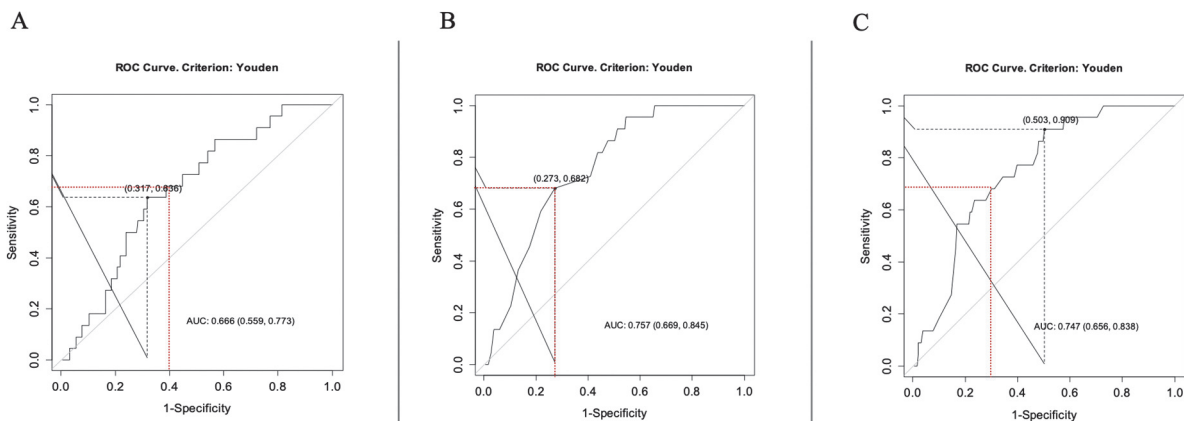 A
ROC Curve. Criterion: Youden
1.0
0.8
0.6
0.4
0.2
0.0
Sensitivity
(0.317, 0.636)
AUC: 0.666 (0.559, 0.773)
0.0 0.2 0.4 0.6 0.8 1.0
1-Specificity
B
ROC Curve. Criterion: Youden
1.0
0.8
0.6
0.4
0.2
0.0
Sensitivity
(0.273, 0.682)
AUC: 0.757 (0.669, 0.845)
0.0 0.2 0.4 0.6 0.8 1.0
1-Specificity
C
ROC Curve. Criterion: Youden
1.0
0.8
0.6
0.4
0.2
0.0
Sensitivity
(0.503, 0.909)
AUC: 0.747 (0.656, 0.838)
0.0 0.2 0.4 0.6 0.8 1.0
1-Specificity